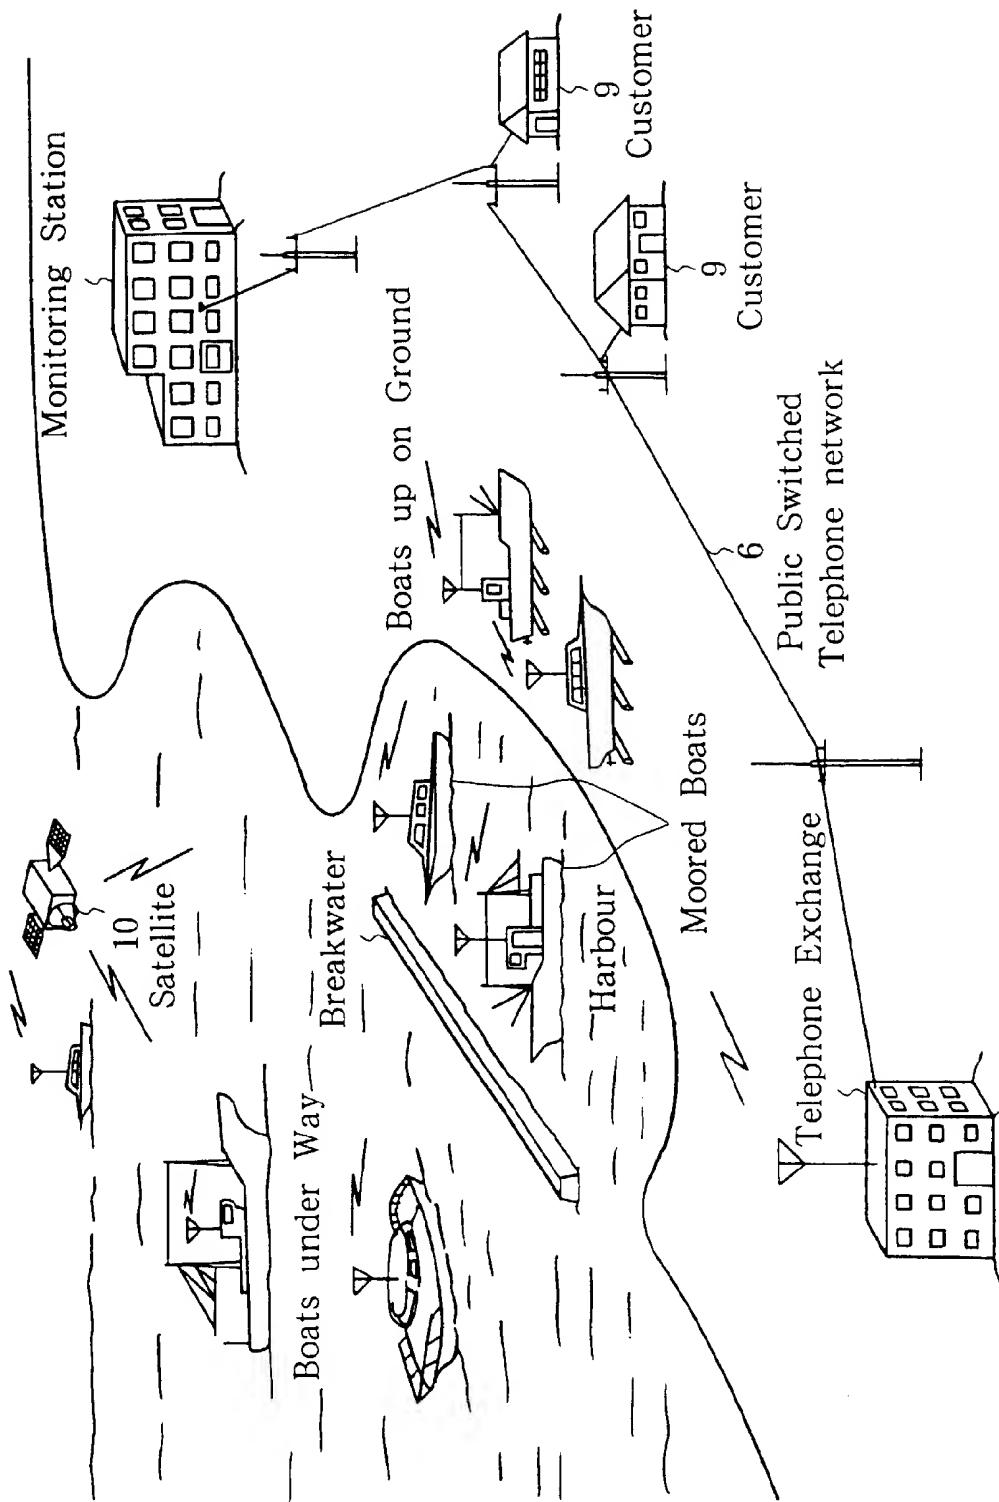 Monitoring Station
9
Customer
9
Customer
Boats up on Ground
6
Public Switched
Telephone network
10
Satellite
Breakwater
Harbour
Moored Boats
Boats under Way
Telephone Exchange